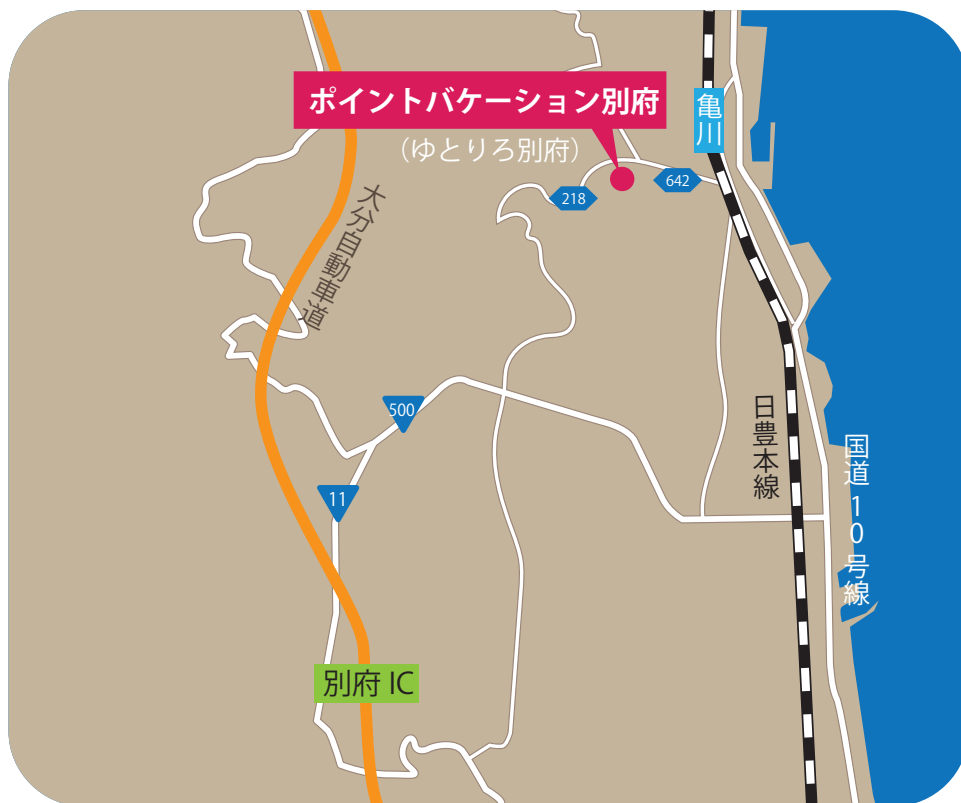 ポイントバケーション別府
亀川
（ゆとりろ別府）
642
218
大分自動車道
500
日豊本線
国道10号線
11
別府 IC